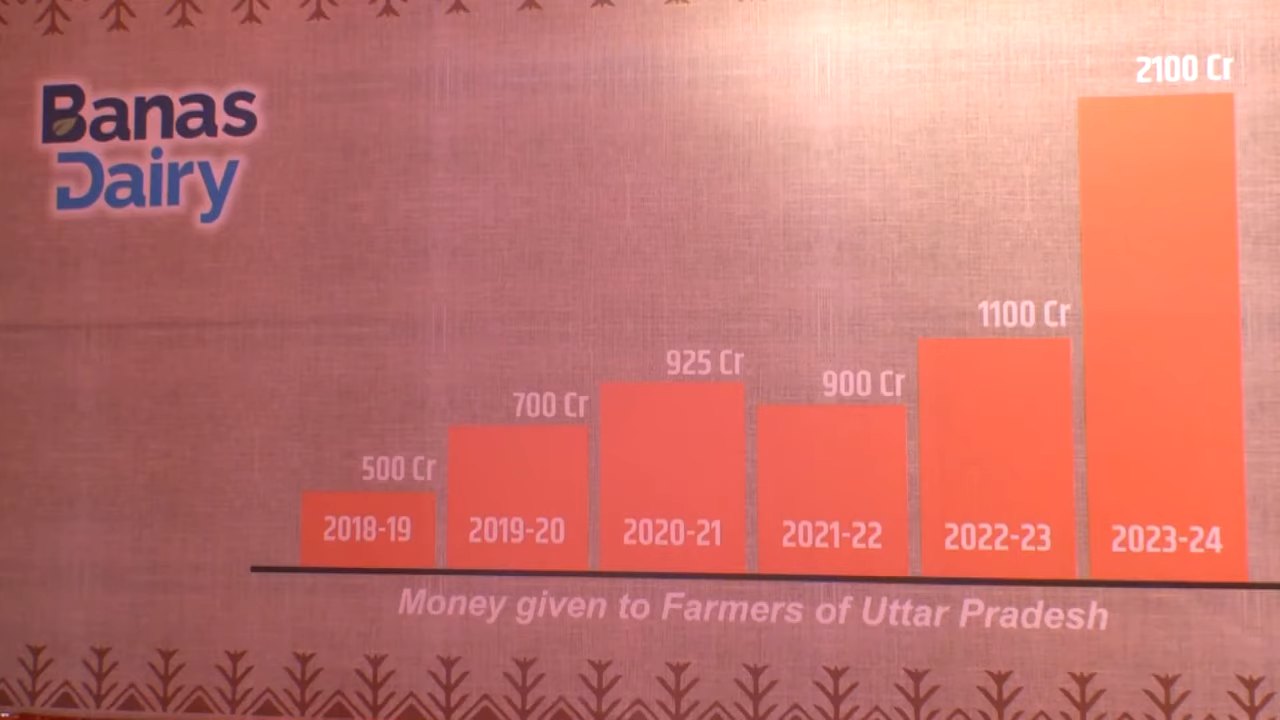 Banas
Dairy
2100 Cr
1100 Cr
925 Cr
900 Cr
700 Cr
500 Cr
2018-19
2019-20
2020-21
2021-22
2022-23
2023-24
Money given to Farmers of Uttar Pradesh